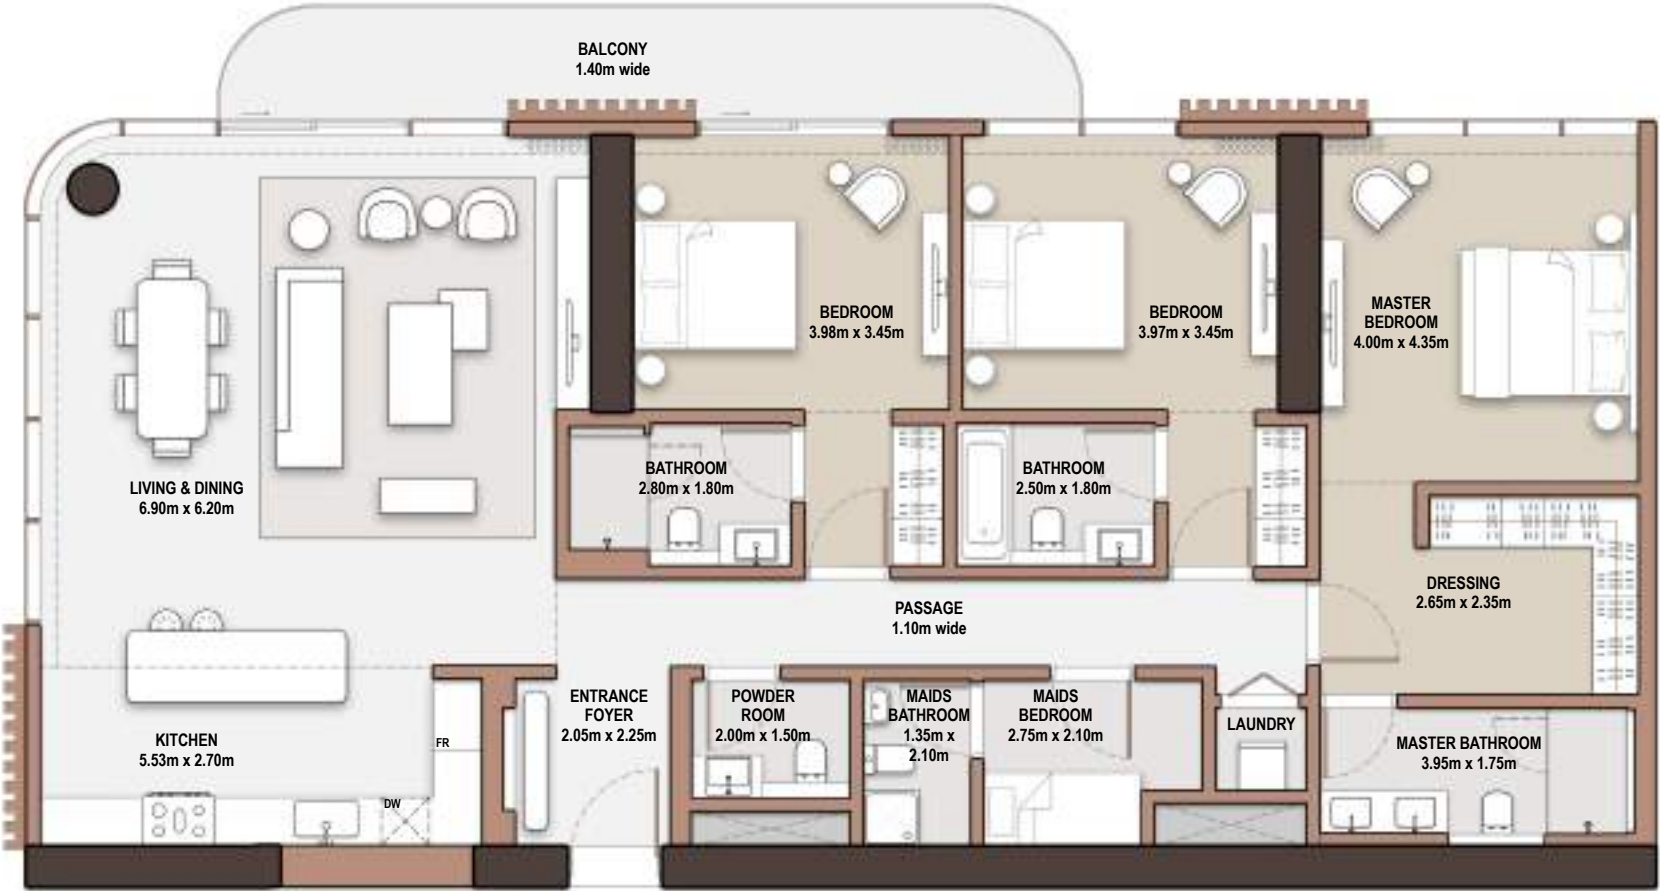 BALCONY
1.40m wide
BEDROOM
3.98m x 3.45m
BEDROOM
3.97m x 3.45m
MASTER
BEDROOM
4.00m x 4.35m
LIVING & DINING
6.90m x 6.20m
BATHROOM
2.80m x 1.80m
BATHROOM
2.50m x 1.80m
DRESSING
2.65m x 2.35m
PASSAGE
1.10m wide
KITCHEN
5.53m x 2.70m
FR
DW
ENTRANCE
FOYER
2.05m x 2.25m
POWDER
ROOM
2.00m x 1.50m
MAIDS
BATHROOM
1.35m x
2.10m
MAIDS
BEDROOM
2.75m x 2.10m
LAUNDRY
MASTER BATHROOM
3.95m x 1.75m